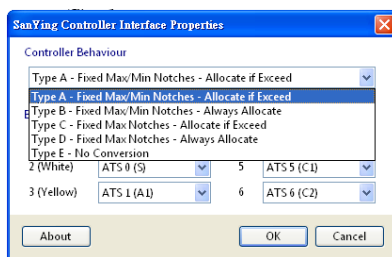 SanYing Controller Interface Properties
Controller Behaviour
Type A - Fixed Max/Min Notches - Allocate if Exceed
Type A - Fixed Max/Min Notches - Allocate if Exceed
Type B - Fixed Max/Min Notches - Always Allocate
Type C - Fixed Max Notches - Allocate if Exceed
Type D - Fixed Max Notches - Always Allocate
Type E - No Conversion
2 (White) ATS 0 (S) 5 ATS 5 (C1)
3 (Yellow) ATS 1 (A1) 6 ATS 6 (C2)
About OK Cancel